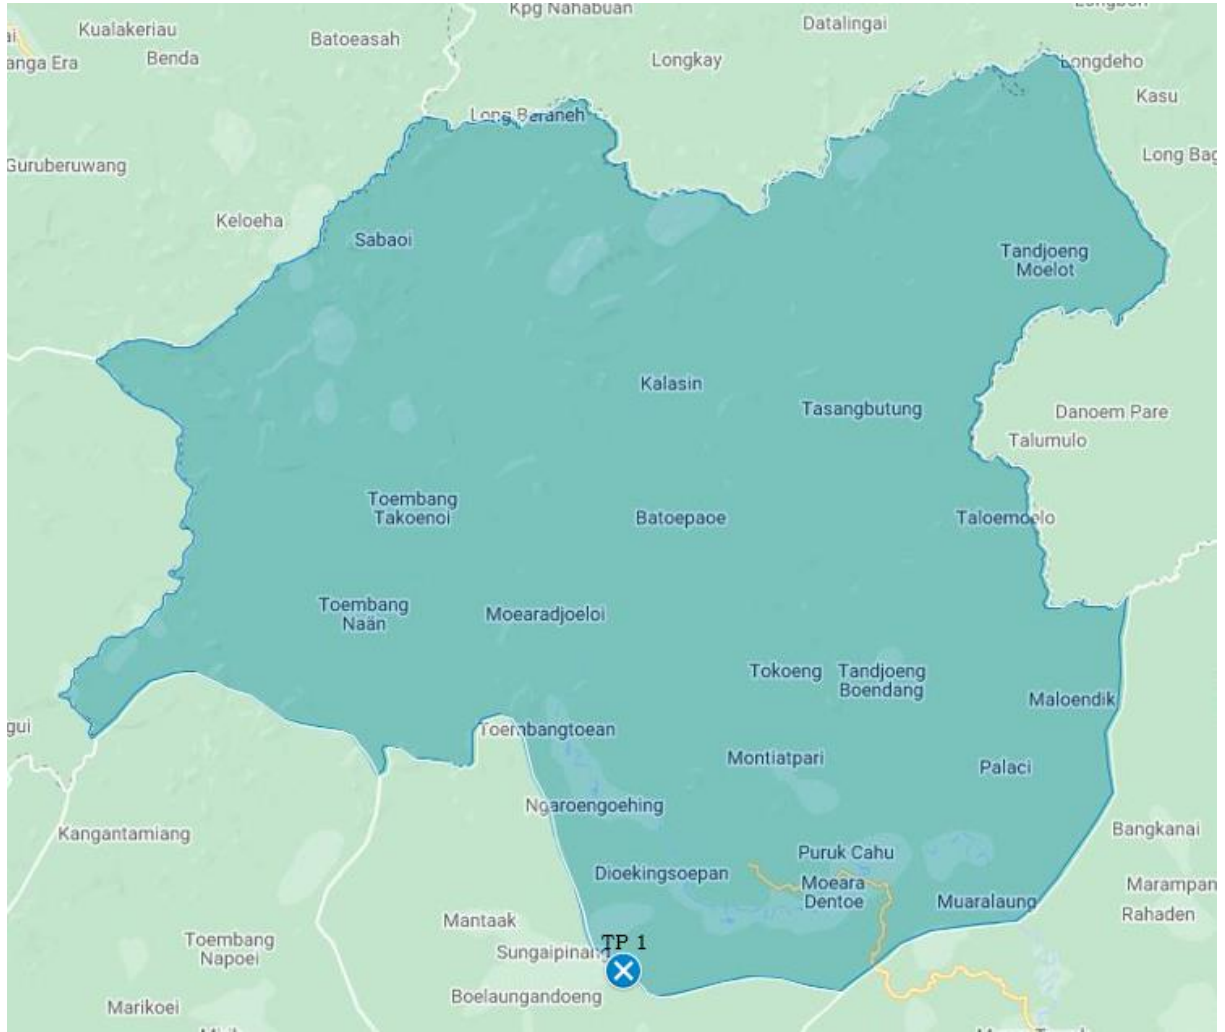 Kpg Nahabuan
Kualakeriau
Datalingai
Batoeasah
anga Era
Benda
Longkay
Longdeho
Kasu
Long Beraneh
Guruberuwang
Long Bag
Keloeha
Sabaoi
Tandjoeng
Moelot
Kalasin
Tasangbutung
Danoem Pare
Talumulo
Toembang
Takoenoi
Batoepaoe
Taloemoelo
Toembang
Naän
Moearadjoeloi
Tokoeng
Tandjoeng
Boendang
Maloendik
gui
Toembangtoean
Montiatpari
Palaci
Ngaroengoehing
Kangantamiang
Bangkanai
Puruk Cahu
Dioekingsoepan
Moeara
Dentoe
Marampan
Muaralaung
Rahaden
Mantaak
Toembang
Napoei
TP 1
Sungaipinang
Boelaungandoeng
Marikoei